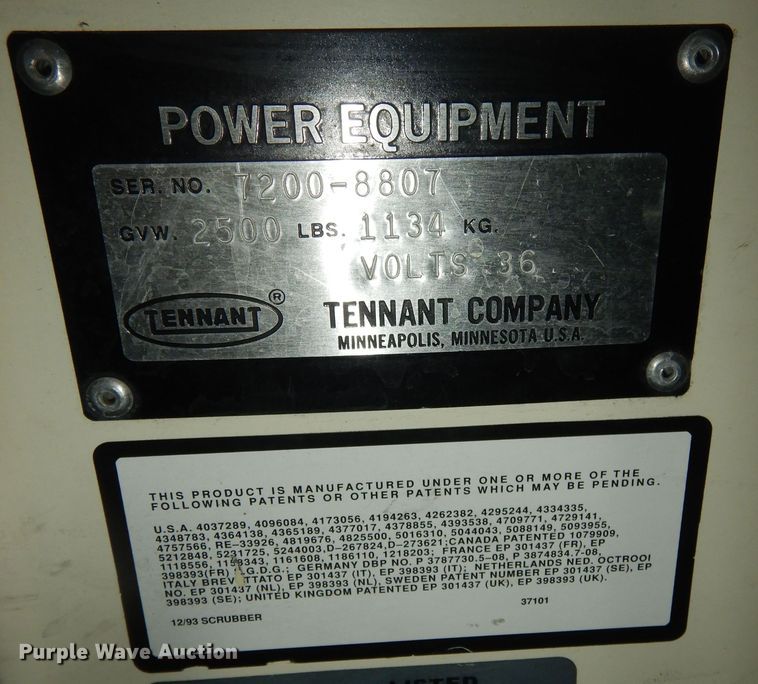 POWER EQUIPMENT
SER. NO. 7200-8807
GVW. 2500 LBS. 1134 KG.
VOLTS 36
TENNANT ® TENNANT COMPANY
MINNEAPOLIS, MINNESOTA U.S.A.
THIS PRODUCT IS MANUFACTURED UNDER ONE OR MORE OF THE
FOLLOWING PATENTS OR OTHER PATENTS WHICH MAY BE PENDING.
U.S.A. 4037289, 4096084, 4173056, 4194263, 4262382, 4295244, 4334335,
4348783, 4364138, 4365189, 4377017, 4378855, 4393538, 4709771, 4729141,
4757566, RE-33926, 4819676, 4825500, 5016310, 5044043, 5088149, 5093955,
5212848, 5231725, 5244003, D-267824, D-273621; CANADA PATENTED 1079909,
1118556, 1161608, 1186110, 1218203; FRANCE EP 301437 (FR), EP
398393(FR) G.D.G.; GERMANY DBP NO. P 3787730.5-08, P 3874834.7-08,
ITALY BREVETTATO EP 301437 (IT), EP 398393 (IT); NETHERLANDS NED. OCTROOI
NO. EP 301437 (NL), EP 398393 (NL), SWEDEN PATENT NUMBER EP 301437 (SE), EP
398393 (SE); UNITED KINGDOM PATENTED EP 301437 (UK), EP 398393 (UK).
37101
12/93 SCRUBBER
Purple Wave Auction
LISTED